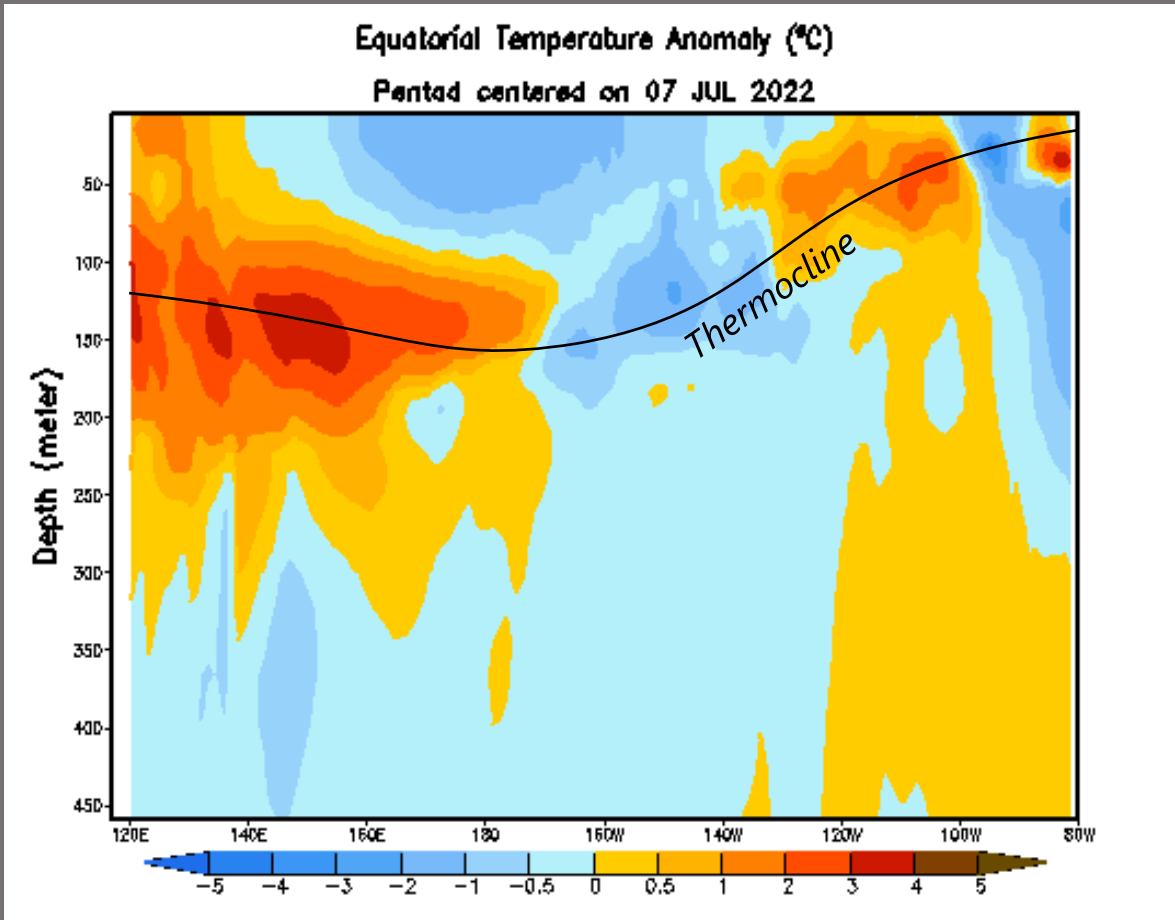 Equatorial Temperature Anomaly (°C)
Pentad centered on 07 JUL 2022
Depth (meter)
50
100
150
200
250
300
350
400
450
Thermocline
120E 140E 160E 180 160W 140W 120W 100W 80W
-5 -4 -3 -2 -1 -0.5 0 0.5 1 2 3 4 5